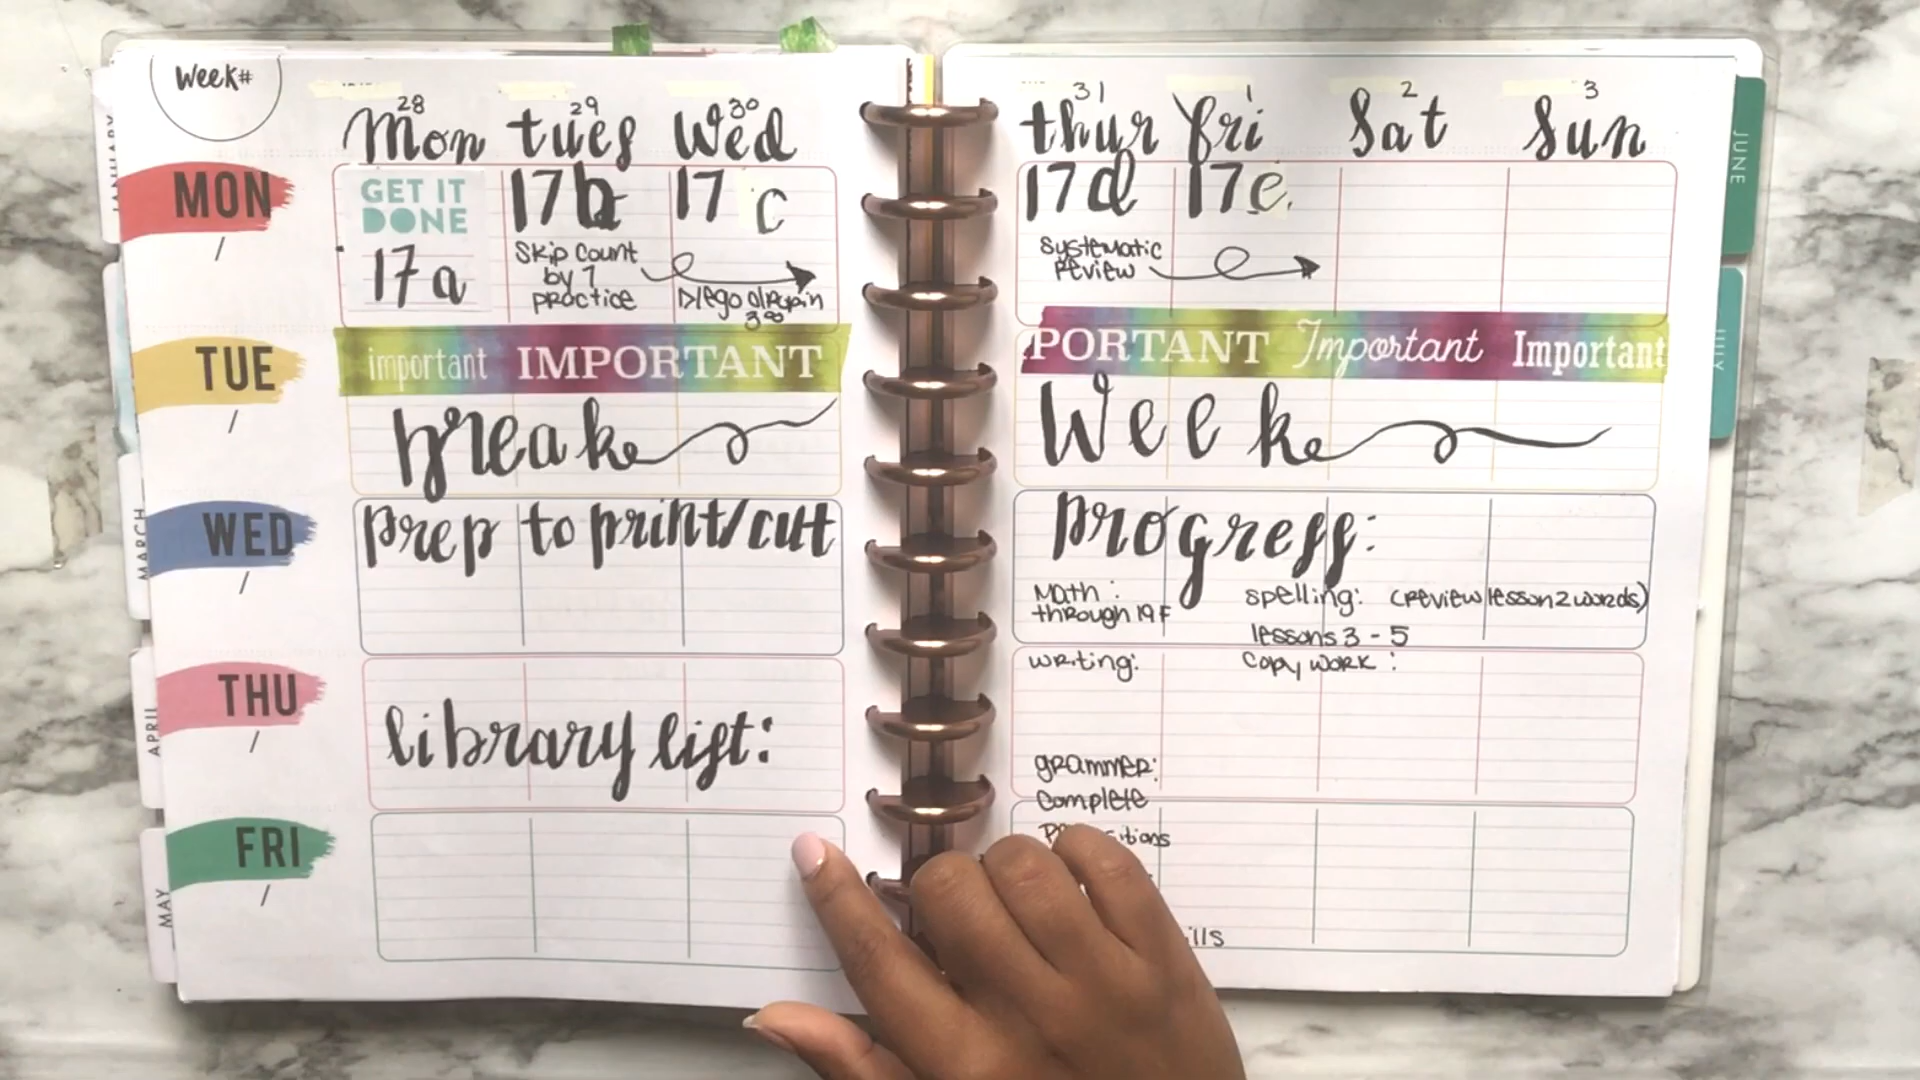 Week#
28 29 30
Mon tues Wed
MON
/
GET IT
DONE
17a
17b
Skip Count
by 7
practice
17 c
TUE
/
important IMPORTANT
break
WED
/
prep to print/cut
THU
/
library list:
FRI
/
JANUARY
MARCH
APRIL
MAY
31 1 2 3
thur fri Sat Sun
17d 17e.
Systematic
review
PORTANT Important Important
Week
progress:
Math:
through 19F
spelling: (review lesson 2 words)
lessons 3 - 5
writing:
Copy work:
grammer:
Complete
JUNE
JULY